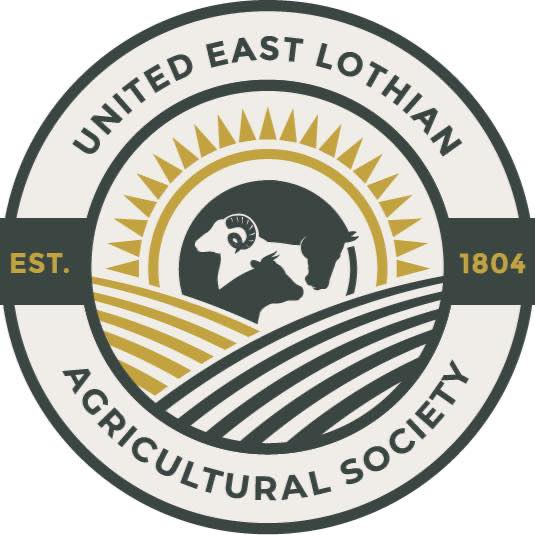 UNITED EAST LOTHIAN
EST.
1804
AGRICULTURAL SOCIETY